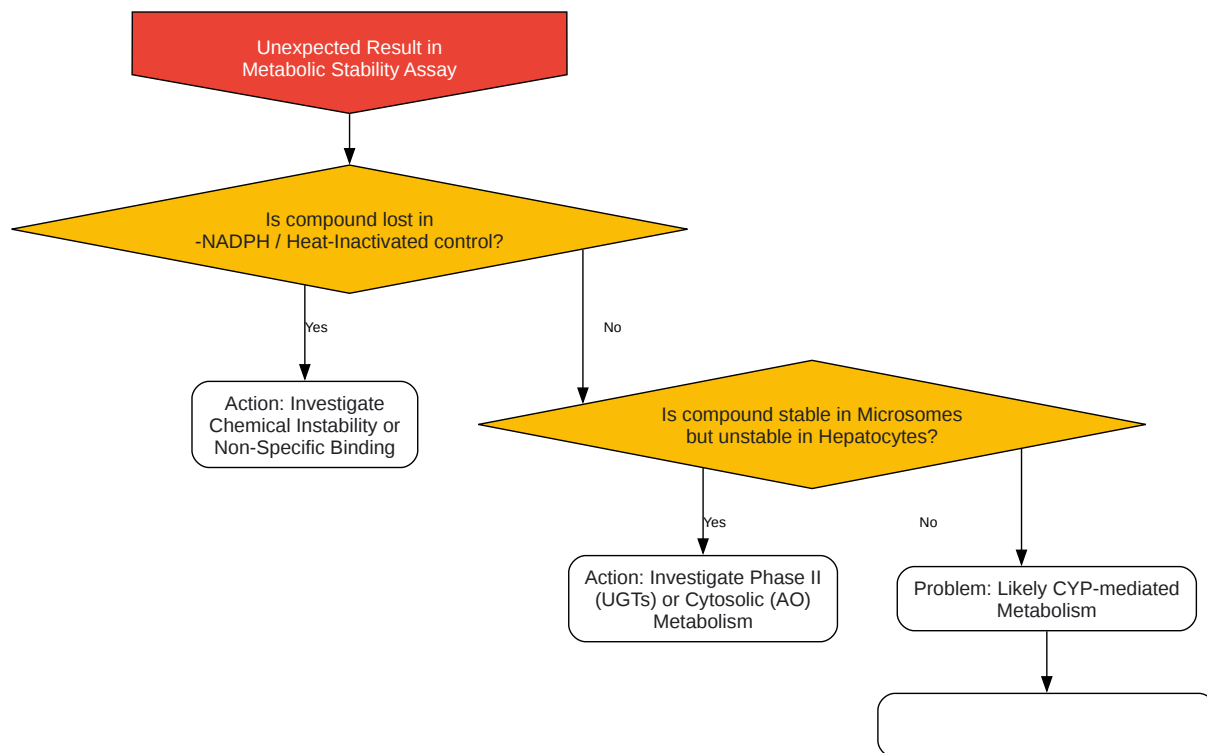 Unexpected Result in
Metabolic Stability Assay
Is compound lost in
-NADPH / Heat-Inactivated control?
Yes
No
Action: Investigate
Chemical Instability or
Non-Specific Binding
Is compound stable in Microsomes
but unstable in Hepatocytes?
Yes
No
Action: Investigate Phase II
(UGTs) or Cytosolic (AO)
Metabolism
Problem: Likely CYP-mediated
Metabolism